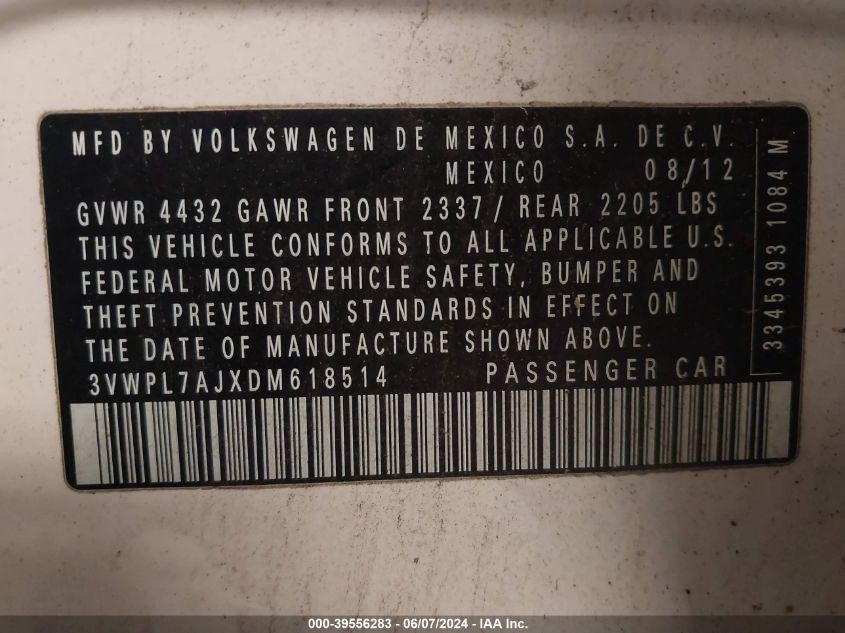 MFD BY VOLKSWAGEN DE MEXICO S.A. DE C.V.
MEXICO 08/12
GVWR 4432 GAWR FRONT 2337/ REAR 2205 LBS
THIS VEHICLE CONFORMS TO ALL APPLICABLE U.S.
FEDERAL MOTOR VEHICLE SAFETY, BUMPER AND
THEFT PREVENTION STANDARDS IN EFFECT ON
THE DATE OF MANUFACTURE SHOWN ABOVE.
3VWPL7AJXDM618514 PASSENGER CAR
3345393 1084 M
000-39556283 - 06/07/2024 - IAA Inc.